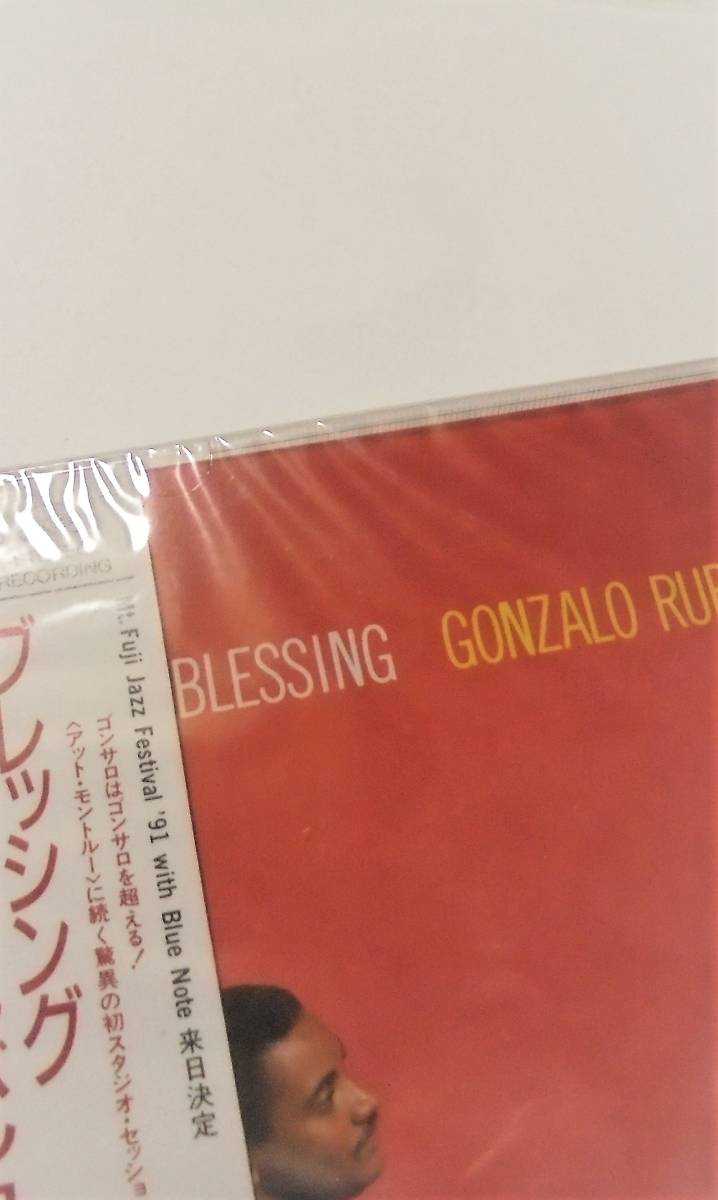 RECORDING
ブレッシング
Mt. Fuji Jazz Festival '91 with Blue Note 来日決定
ゴンサロはゴンサロを超える!
〈アット・モントルー〉に続く驚異の初スタジオ・セッショ
BLESSING
GONZALO RUB